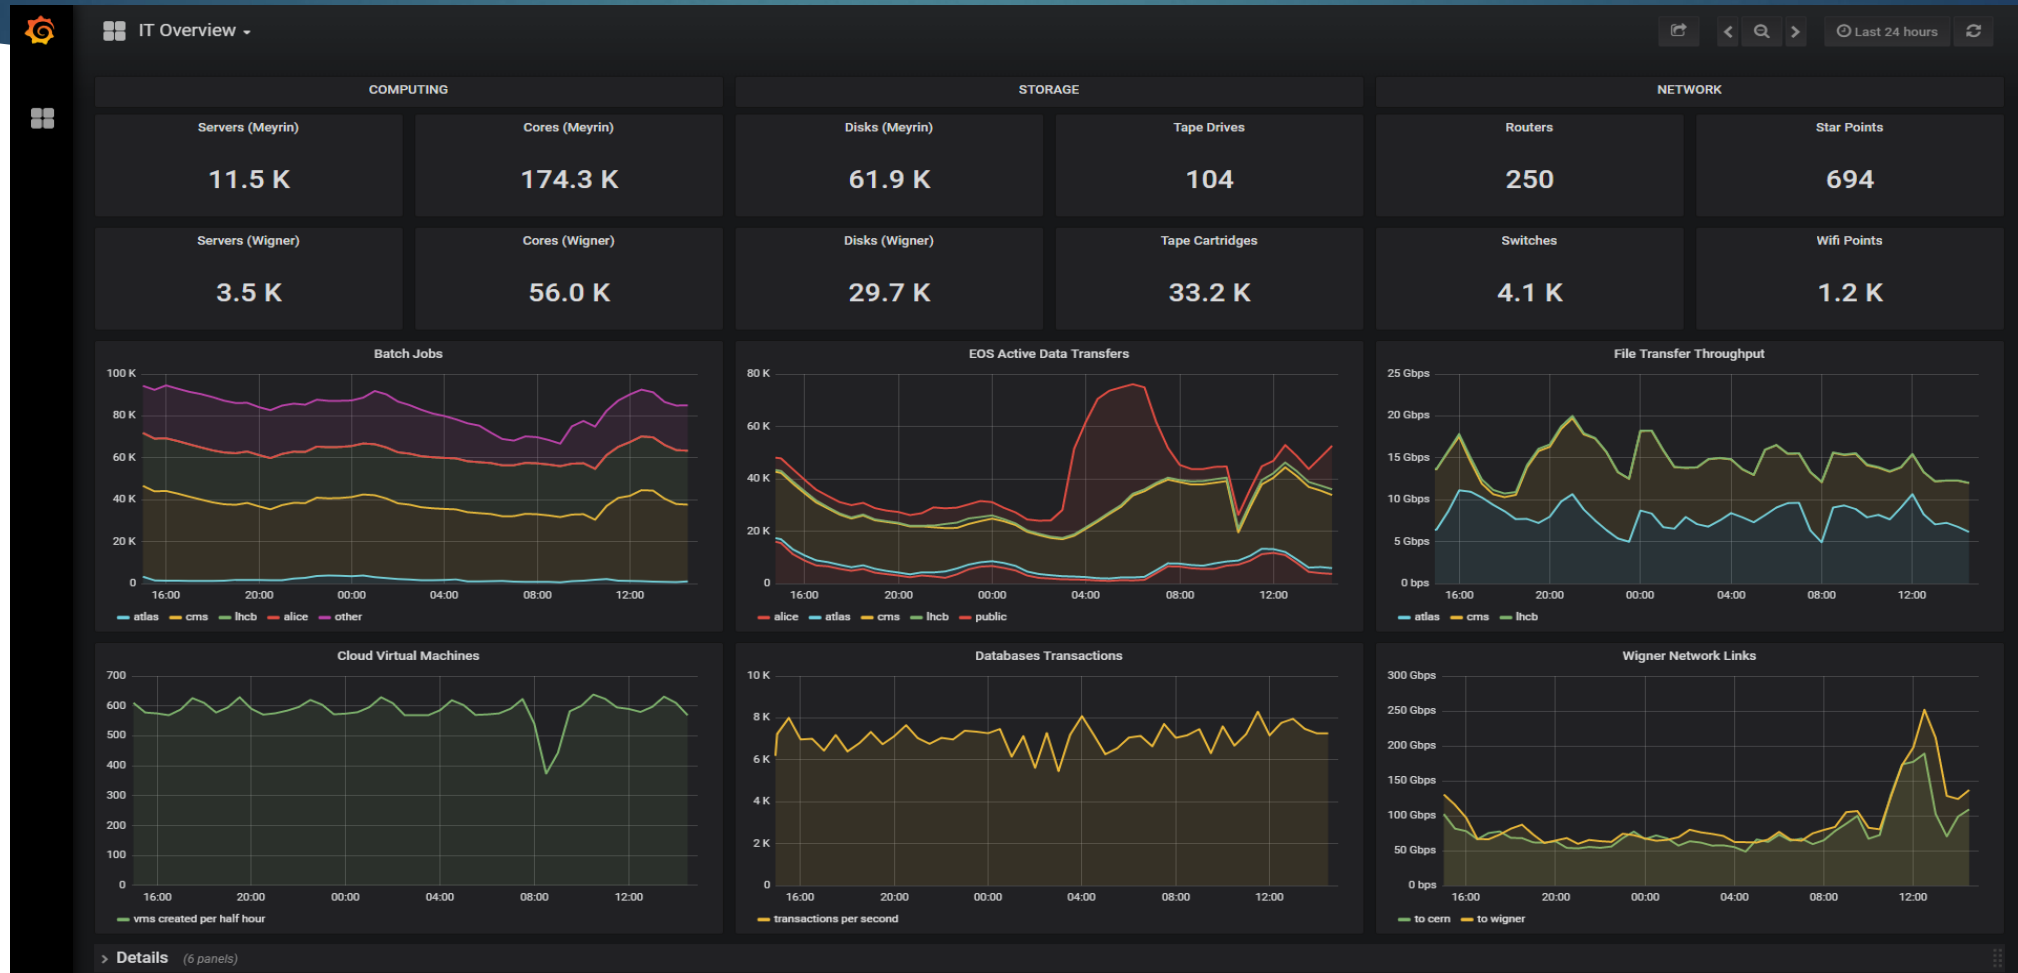 IT Overview
Last 24 hours
COMPUTING
STORAGE
NETWORK
Servers (Meyrin)
11.5 K
Cores (Meyrin)
174.3 K
Disks (Meyrin)
61.9 K
Tape Drives
104
Routers
250
Star Points
694
Servers (Wigner)
3.5 K
Cores (Wigner)
56.0 K
Disks (Wigner)
29.7 K
Tape Cartridges
33.2 K
Switches
4.1 K
Wifi Points
1.2 K
Batch Jobs
100 K
80 K
60 K
40 K
20 K
0
16:00 20:00 00:00 04:00 08:00 12:00
atlas cms lhcb alice other
EOS Active Data Transfers
80 K
60 K
40 K
20 K
0
16:00 20:00 00:00 04:00 08:00 12:00
alice atlas cms lhcb public
File Transfer Throughput
25 Gbps
20 Gbps
15 Gbps
10 Gbps
5 Gbps
0 bps
16:00 20:00 00:00 04:00 08:00 12:00
atlas cms lhcb
Cloud Virtual Machines
700
600
500
400
300
200
100
0
16:00 20:00 00:00 04:00 08:00 12:00
vms created per half hour
Databases Transactions
10 K
8 K
6 K
4 K
2 K
0
16:00 20:00 00:00 04:00 08:00 12:00
transactions per second
Wigner Network Links
300 Gbps
250 Gbps
200 Gbps
150 Gbps
100 Gbps
50 Gbps
0 bps
16:00 20:00 00:00 04:00 08:00 12:00
to cern to wigner
Details (6 panels)